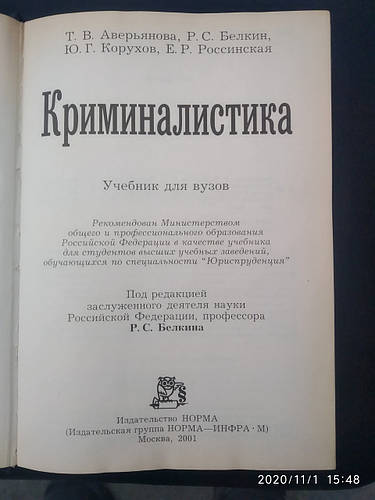 Т. В. Аверьянова, Р. С. Белкин,
Ю. Г. Корухов, Е. Р. Россинская
Криминалистика
Учебник для вузов
Рекомендован Министерством
общего и профессионального образования
Российской Федерации в качестве учебника
для студентов высших учебных заведений,
обучающихся по специальности "Юриспруденция"
Под редакцией
заслуженного деятеля науки
Российской Федерации, профессора
Р. С. Белкина
§
Издательство НОРМА
(Издательская группа НОРМА—ИНФРА · М)
Москва, 2001
2020/11/1 15:48